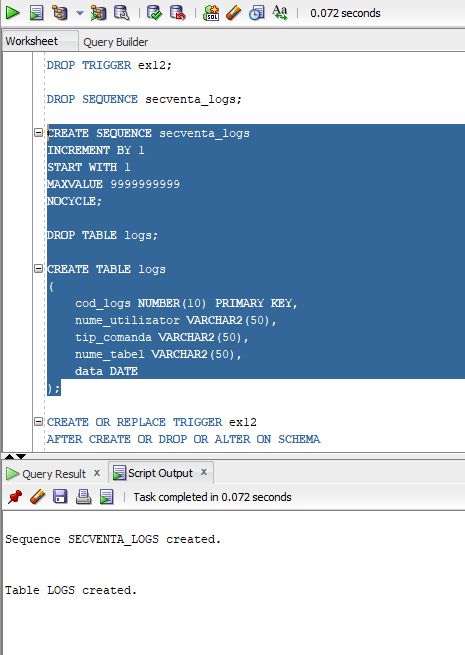 0.072 seconds
Worksheet Query Builder
DROP TRIGGER ex12;
DROP SEQUENCE secventa_logs;
CREATE SEQUENCE secventa_logs
INCREMENT BY 1
START WITH 1
MAXVALUE 9999999999
NOCYCLE;
DROP TABLE logs;
CREATE TABLE logs
(
cod_logs NUMBER(10) PRIMARY KEY,
nume_utilizator VARCHAR2(50),
tip_comanda VARCHAR2(50),
nume_tabel VARCHAR2(50),
data DATE
);
CREATE OR REPLACE TRIGGER ex12
AFTER CREATE OR DROP OR ALTER ON SCHEMA
Query Result x Script Output x
Task completed in 0.072 seconds
Sequence SECVENTA_LOGS created.
Table LOGS created.